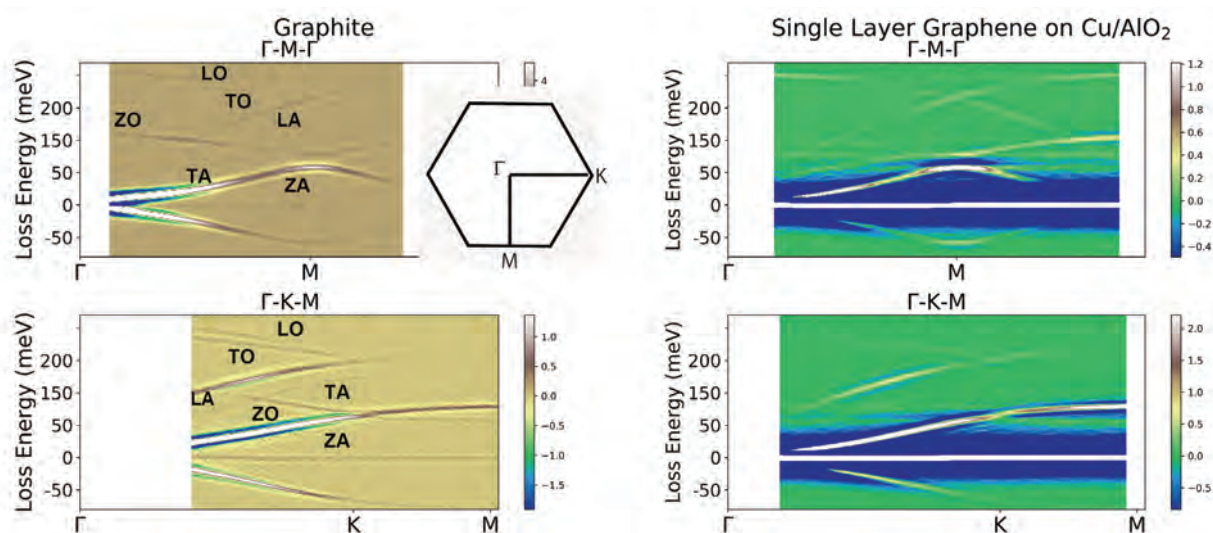 Graphite
Γ-M-Γ
Loss Energy (meV)
200
150
50
0
-50
LO
TO
ZO
LA
TA
ZA
Γ
M
4
Γ
K
M
Single Layer Graphene on Cu/AlO₂
Γ-M-Γ
Loss Energy (meV)
200
150
50
0
-50
Γ
M
1.2
1.0
0.8
0.6
0.4
0.2
0.0
-0.2
-0.4
Γ-K-M
Loss Energy (meV)
200
150
50
0
-50
LO
TO
TA
LA
ZO
ZA
Γ
K
M
1.0
0.5
0.0
-0.5
-1.0
-1.5
Γ-K-M
Loss Energy (meV)
200
150
50
0
-50
Γ
K
M
2.0
1.5
1.0
0.5
0.0
-0.5